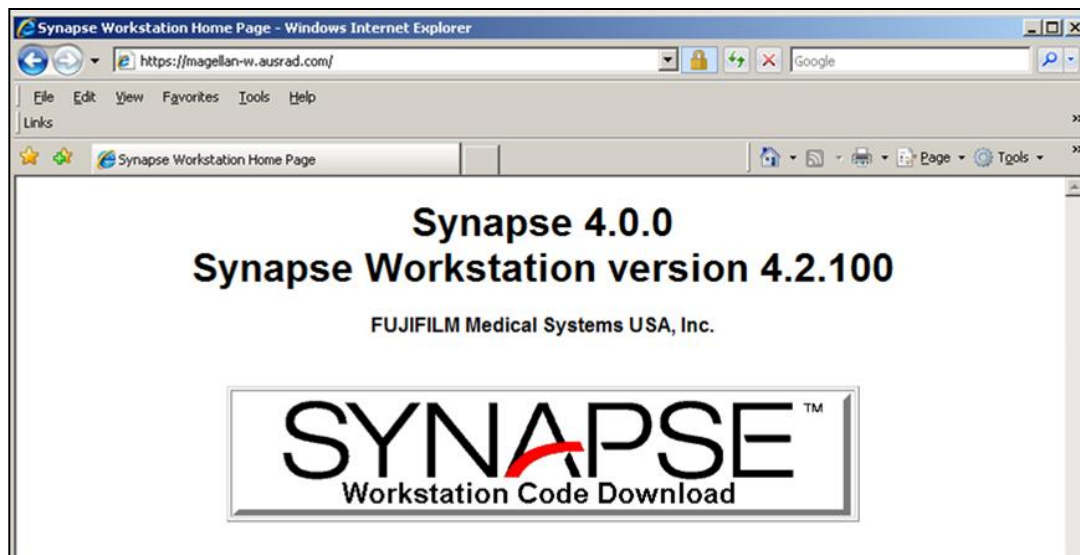 Synapse Workstation Home Page - Windows Internet Explorer
https://magellan-w.ausrad.com/
Google
File Edit View Favorites Tools Help
Links
Synapse Workstation Home Page
Page Tools
Synapse 4.0.0
Synapse Workstation version 4.2.100
FUJIFILM Medical Systems USA, Inc.
SYNAPSE™
Workstation Code Download